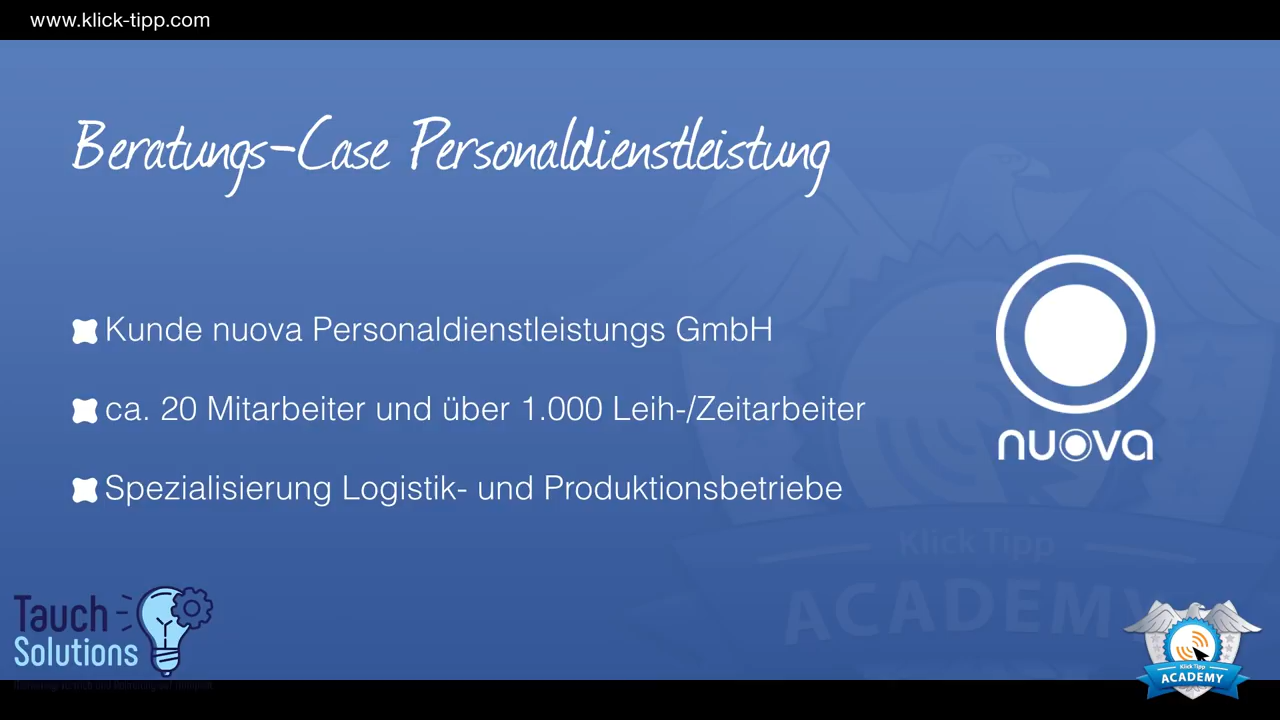 www.klick-tipp.com
Beratungs-Case Personaldienstleistung
Kunde nuova Personaldienstleistungs GmbH
ca. 20 Mitarbeiter und über 1.000 Leih-/Zeitarbeiter
Spezialisierung Logistik- und Produktionsbetriebe
nuova
Klick Tipp
ACADEMY
Tauch
Solutions
Klick Tipp
ACADEMY